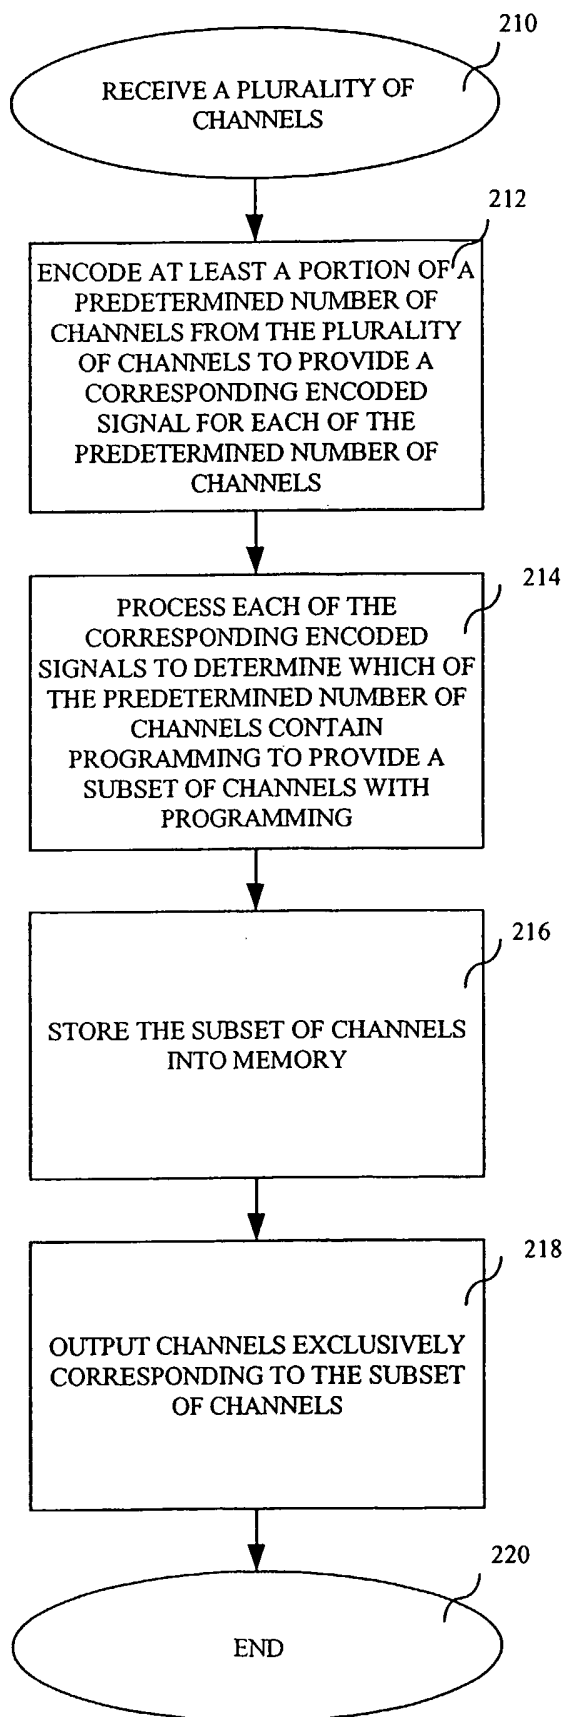 210
RECEIVE A PLURALITY OF
CHANNELS
212
ENCODE AT LEAST A PORTION OF A
PREDETERMINED NUMBER OF
CHANNELS FROM THE PLURALITY
OF CHANNELS TO PROVIDE A
CORRESPONDING ENCODED
SIGNAL FOR EACH OF THE
PREDETERMINED NUMBER OF
CHANNELS
214
PROCESS EACH OF THE
CORRESPONDING ENCODED
SIGNALS TO DETERMINE WHICH OF
THE PREDETERMINED NUMBER OF
CHANNELS CONTAIN
PROGRAMMING TO PROVIDE A
SUBSET OF CHANNELS WITH
PROGRAMMING
216
STORE THE SUBSET OF CHANNELS
INTO MEMORY
218
OUTPUT CHANNELS EXCLUSIVELY
CORRESPONDING TO THE SUBSET
OF CHANNELS
220
END